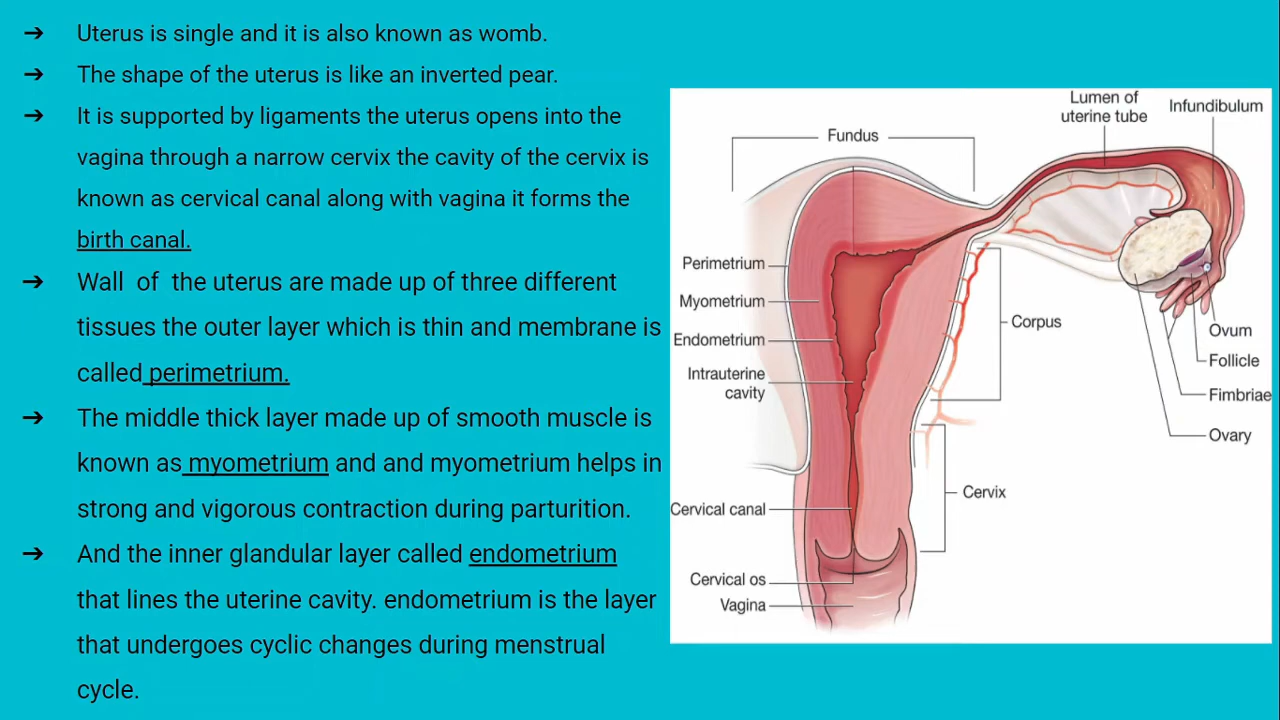 ➔ Uterus is single and it is also known as womb.
➔ The shape of the uterus is like an inverted pear.
➔ It is supported by ligaments the uterus opens into the
vagina through a narrow cervix the cavity of the cervix is
known as cervical canal along with vagina it forms the
birth canal.
➔ Wall of the uterus are made up of three different
tissues the outer layer which is thin and membrane is
called perimetrium.
➔ The middle thick layer made up of smooth muscle is
known as myometrium and and myometrium helps in
strong and vigorous contraction during parturition.
➔ And the inner glandular layer called endometrium
that lines the uterine cavity. endometrium is the layer
that undergoes cyclic changes during menstrual
cycle.
Lumen of
uterine tube
Infundibulum
Fundus
Perimetrium
Myometrium
Endometrium
Intrauterine
cavity
Corpus
Ovum
Follicle
Fimbriae
Ovary
Cervix
Cervical canal
Cervical os
Vagina